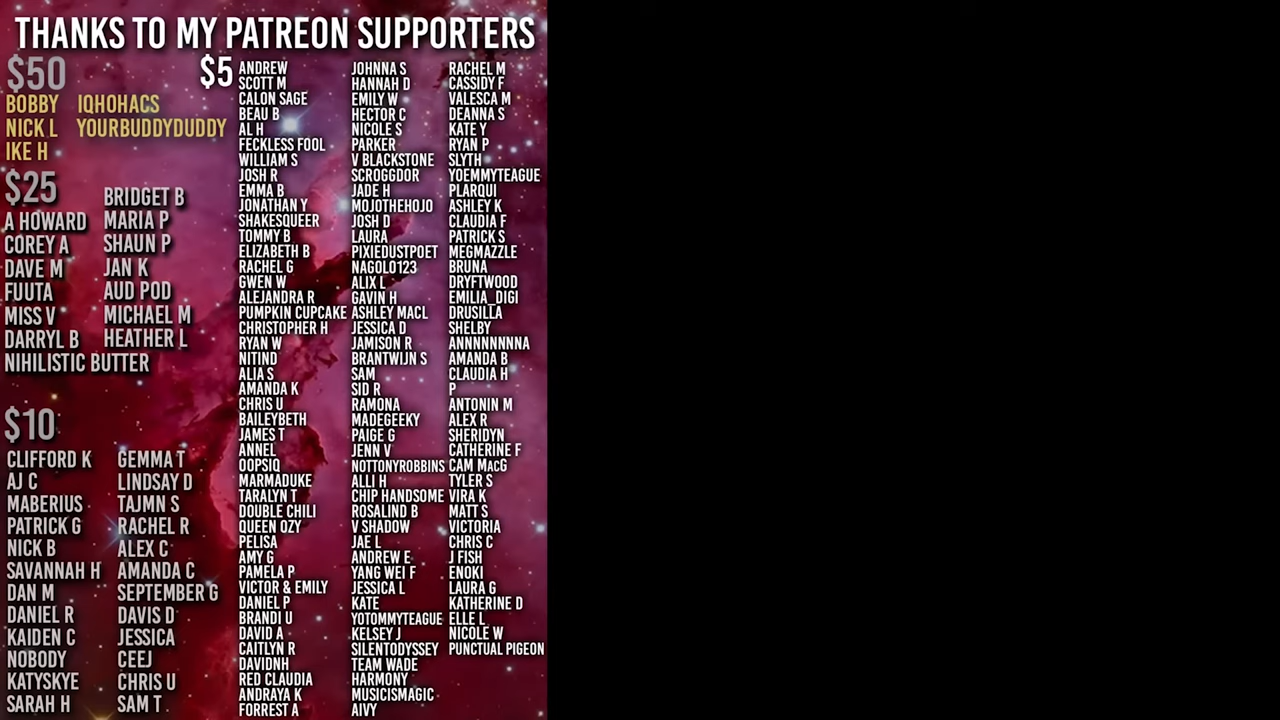 THANKS TO MY PATREON SUPPORTERS
$50
BOBBY
NICK L
IKE H
IQHOHACS
YOURBUDDYDUDDY
$25
A HOWARD
COREY A
DAVE M
FUUTA
MISS V
DARRYL B
NIHILISTIC BUTTER
BRIDGET B
MARIA P
SHAUN P
JAN K
AUD POD
MICHAEL M
HEATHER L
$10
CLIFFORD K
AJ C
MABERIUS
PATRICK G
NICK B
SAVANNAH H
DAN M
DANIEL R
KAIDEN C
NOBODY
KATYSKYE
SARAH H
GEMMA T
LINDSAY D
TAJMN S
RACHEL R
ALEX C
AMANDA C
SEPTEMBER G
DAVIS D
JESSICA
CEEJ
CHRIS U
SAM T
$5
ANDREW
SCOTT M
CALON SAGE
BEAU B
AL H
FECKLESS FOOL
WILLIAM S
JOSH R
EMMA B
JONATHAN Y
SHAKESQUEER
TOMMY B
ELIZABETH B
RACHEL G
GWEN W
ALEJANDRA R
PUMPKIN CUPCAKE
CHRISTOPHER H
RYAN W
NITIND
ALIA S
AMANDA K
CHRIS U
BAILEYBETH
JAMES T
ANNEL
OOPSIQ
MARMADUKE
TARALYN T
DOUBLE CHILI
QUEEN OZY
PELISA
AMY G
PAMELA P
VICTOR & EMILY
DANIEL P
BRANDI U
DAVID A
CAITLYN R
DAVIDNH
RED CLAUDIA
ANDRAYA K
FORREST A
JOHNNA S
HANNAH D
EMILY W
HECTOR C
NICOLE S
PARKER
V BLACKSTONE
SCROGGDOR
JADE H
MOJOTHEHOJO
JOSH D
LAURA
PIXIEDUSTPOET
NAGOLO123
ALIX L
GAVIN H
ASHLEY MACL
JESSICA D
JAMISON R
BRANTWIJN S
SAM
SID R
RAMONA
MADEGEEKY
PAIGE G
JENN V
NOTTONYROBBINS
ALLI H
CHIP HANDSOME
ROSALIND B
V SHADOW
JAE L
ANDREW E
YANG WEI F
JESSICA L
KATE
YOTOMMYTEAGUE
KELSEY J
SILENTODYSSEY
TEAM WADE
HARMONY
MUSICISMAGIC
AIVY
RACHEL M
CASSIDY F
VALESCA M
DEANNA S
KATE Y
RYAN P
SLYTH
YOEMMYTEAGUE
PLARQUI
ASHLEY K
CLAUDIA F
PATRICK S
MEGMAZZLE
BRUNA
DRYFTWOOD
EMILIA_DIGI
DRUSILLA
SHELBY
ANNNNNNNNA
AMANDA B
CLAUDIA H
P
ANTONIN M
ALEX R
SHERIDYN
CATHERINE F
CAM MacG
TYLER S
VIRA K
MATT S
VICTORIA
CHRIS C
J FISH
ENOKI
LAURA G
KATHERINE D
ELLE L
NICOLE W
PUNCTUAL PIGEON